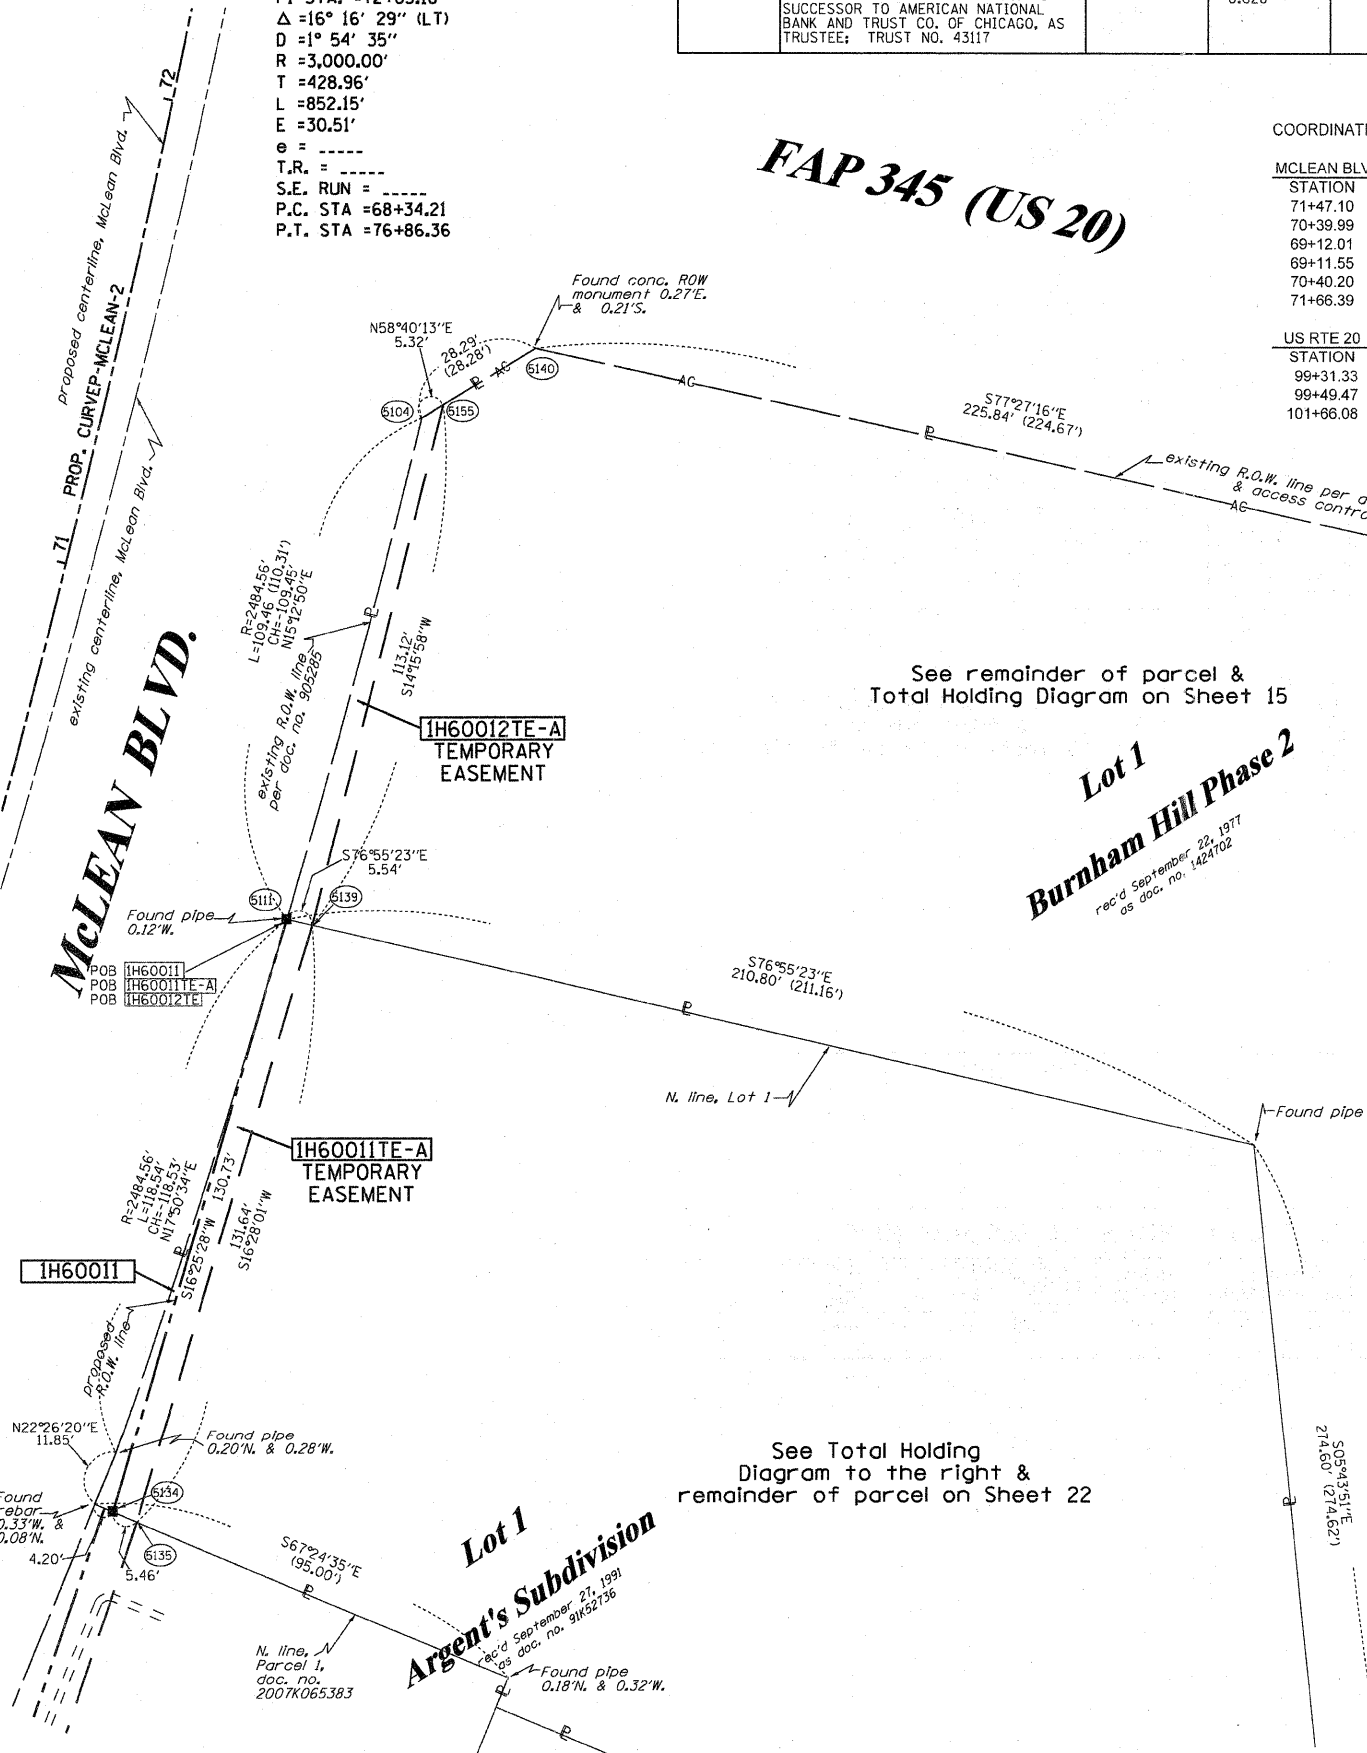 Δ =16° 16' 29" (LT)
D =1° 54' 35"
R =3,000.00'
T =428.96'
L =852.15'
E =30.51'
e = _____
T.R. = _____
S.E. RUN = _____
P.C. STA =68+34.21
P.T. STA =76+86.36
SUCCESSOR TO AMERICAN NATIONAL
BANK AND TRUST CO. OF CHICAGO, AS
TRUSTEE; TRUST NO. 43117
FAP 345 (US 20)
COORDINATE
MCLEAN BLV
STATION
71+47.10
70+39.99
69+12.01
69+11.55
70+40.20
71+66.39
US RTE 20
STATION
99+31.33
99+49.47
101+66.08
72
proposed centerline, McLean Blvd.
PROP. CURVEP-MCLEAN-2
71
existing centerline, McLean Blvd.
McLEAN BLVD.
Found conc. ROW
monument 0.27'E.
& 0.21'S.
N58°40'13"E
5.32'
28.29'
(28.28')
P AC
5140
5104
5155
AC
S77°27'16"E
225.84' (224.67')
P
existing R.O.W. line per
& access contro
AC
R=2484.56'
L=109.46 (110.31')
CH=-109.45'
N15°12'50"E
P
existing R.O.W. line
per doc. no. 905285
113.12'
S14°15'58"W
1H60012TE-A
TEMPORARY
EASEMENT
See remainder of parcel &
Total Holding Diagram on Sheet 15
Lot 1
Burnham Hill Phase 2
rec'd September 22, 1977
as doc. no. 1424702
S76°55'23"E
5.54'
5111
5139
Found pipe
0.12'W.
POB 1H60011
POB 1H60011TE-A
POB 1H60012TE
S76°55'23"E
210.80' (211.16')
P
N. line, Lot 1
Found pipe
1H60011TE-A
TEMPORARY
EASEMENT
R=2484.56'
L=118.54'
CH=-118.53'
N17°50'34"E
P
S16°25'28"W 130.73'
131.64'
S16°28'01"W
1H60011
proposed
R.O.W. line
N22°26'20"E
11.85'
Found pipe
0.20'N. & 0.28'W.
Found
rebar
0.33'W. &
0.08'N.
4.20'
5134
5135
5.46'
S67°24'35"E
(95.00')
P
N. line,
Parcel 1,
doc. no.
2007K065383
Lot 1
Argent's Subdivision
rec'd September 27, 1991
as doc. no. 91K52736
Found pipe
0.18'N. & 0.32'W.
P
P
See Total Holding
Diagram to the right &
remainder of parcel on Sheet 22
S05°43'51"E
274.60' (274.62')
P